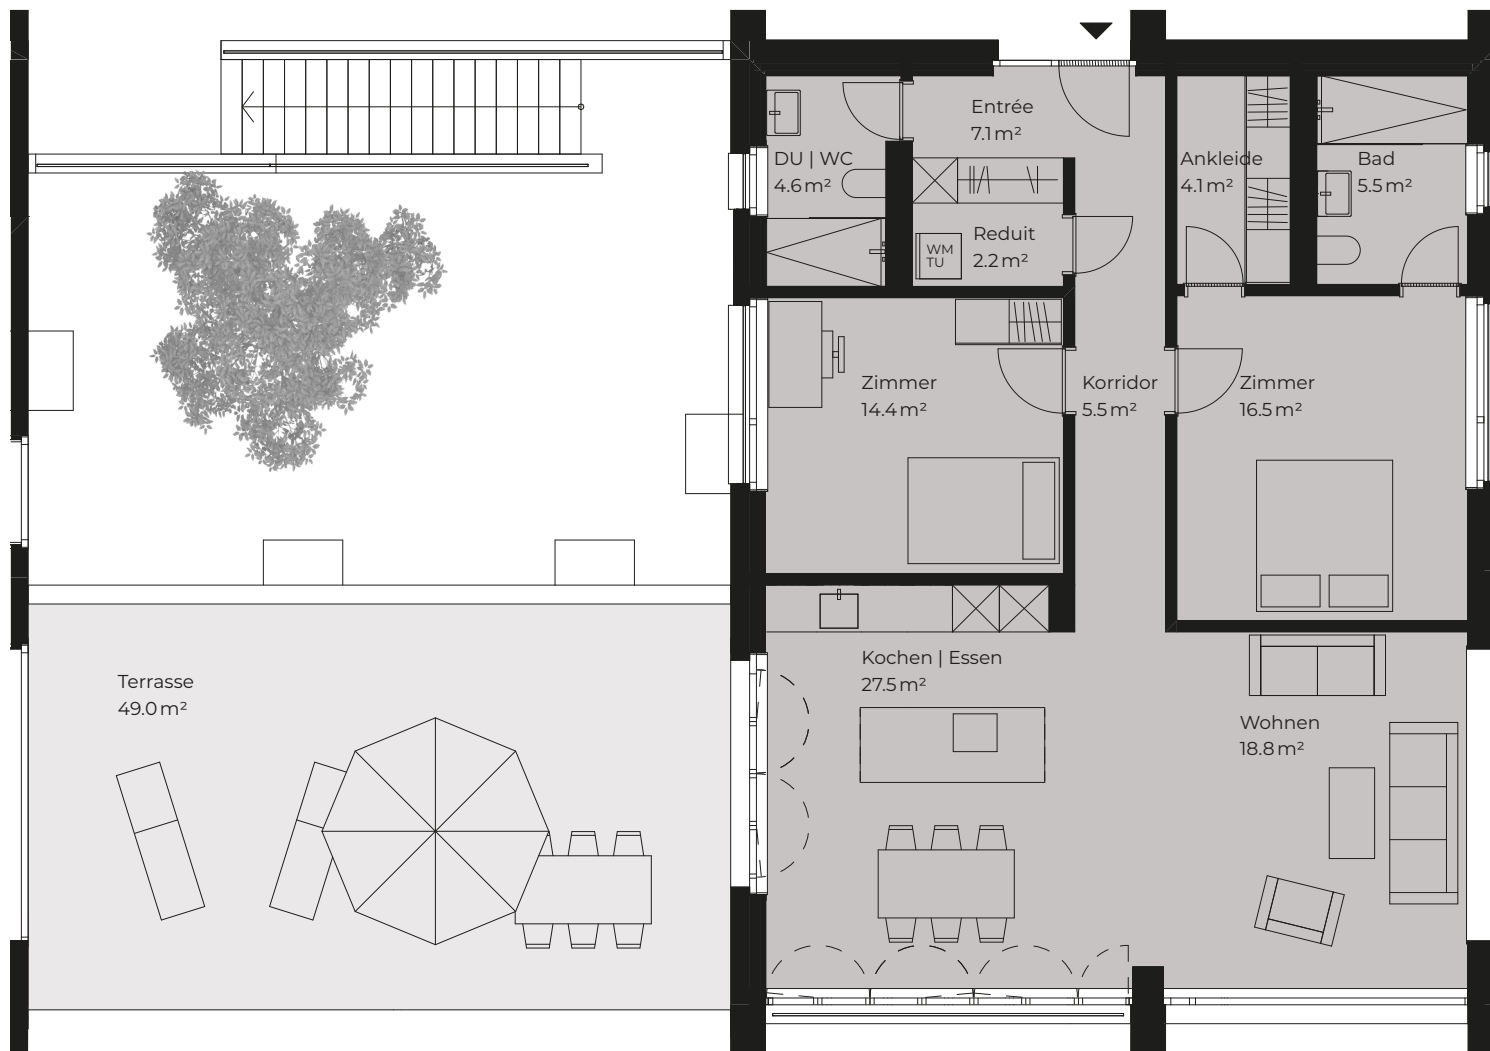 Entrée
7.1 m²
DU | WC
4.6 m²
Ankleide
4.1 m²
Bad
5.5 m²
Reduit
2.2 m²
WM
TU
Zimmer
14.4 m²
Korridor
5.5 m²
Zimmer
16.5 m²
Kochen | Essen
27.5 m²
Terrasse
49.0 m²
Wohnen
18.8 m²